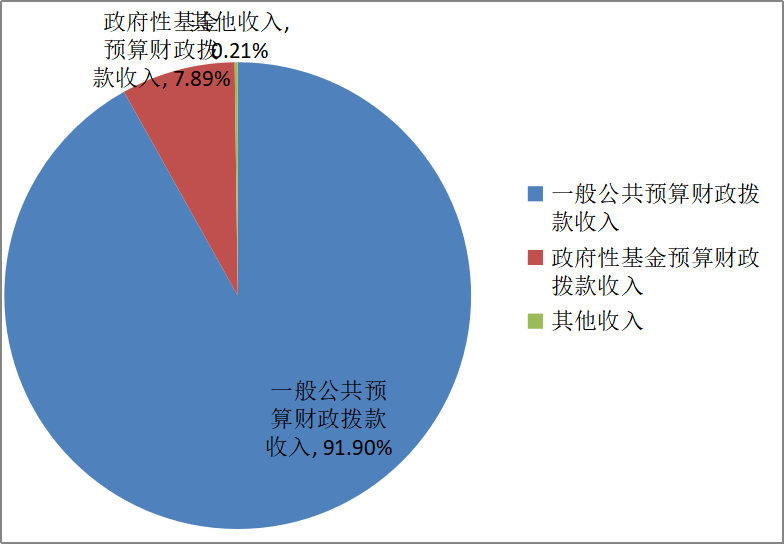 政府性基金
预算财政拨
款收入, 7.89%
其他收入,
0.21%
一般公共预
算财政拨款
收入, 91.90%
一般公共预算财政拨
款收入
政府性基金预算财政
拨款收入
其他收入